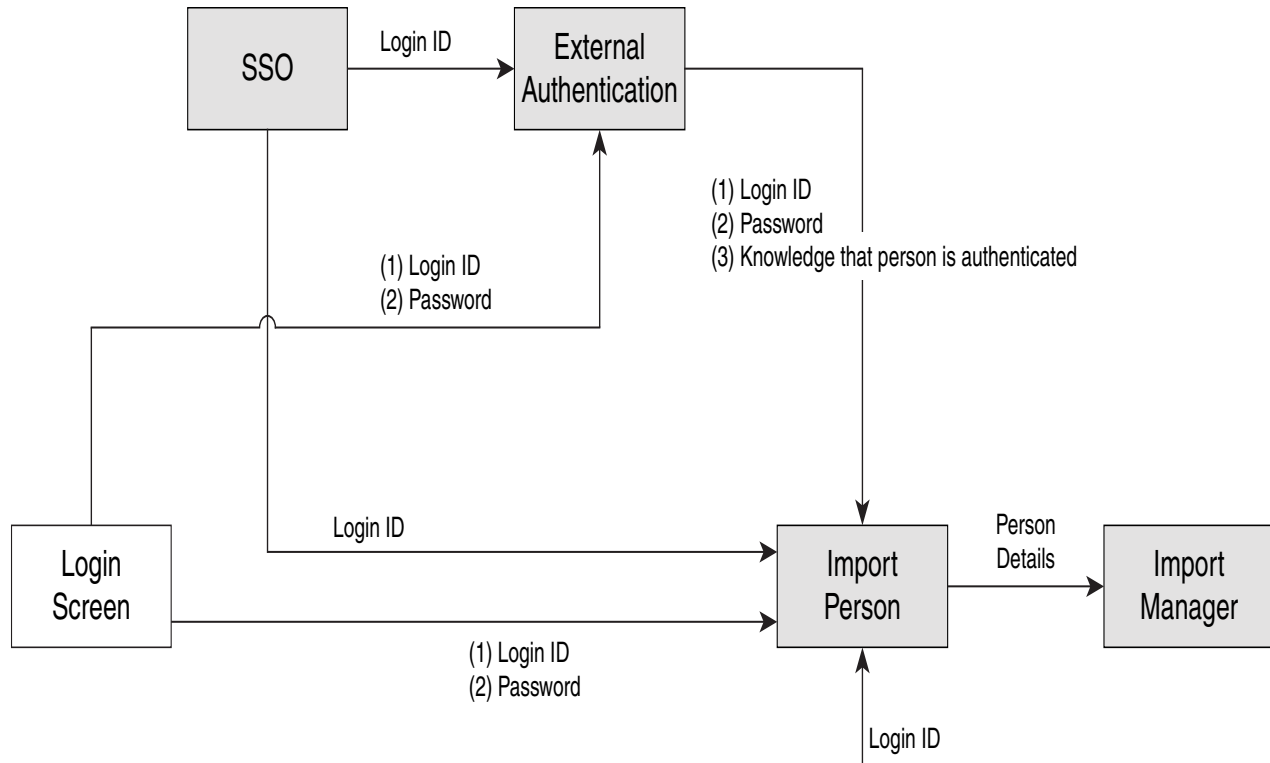 SSO
Login ID
External
Authentication
(1) Login ID
(2) Password
(3) Knowledge that person is authenticated
(1) Login ID
(2) Password
Login ID
Login
Screen
Import
Person
Person
Details
Import
Manager
(1) Login ID
(2) Password
Login ID